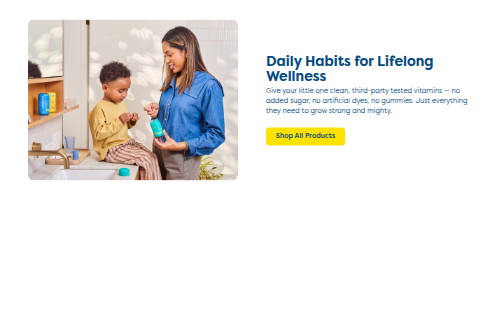 Daily Habits for Lifelong
Wellness
Give your little one clean, third-party tested vitamins — no
added sugar, no artificial dyes, no gummies. Just everything
they need to grow strong and mighty.
Shop All Products